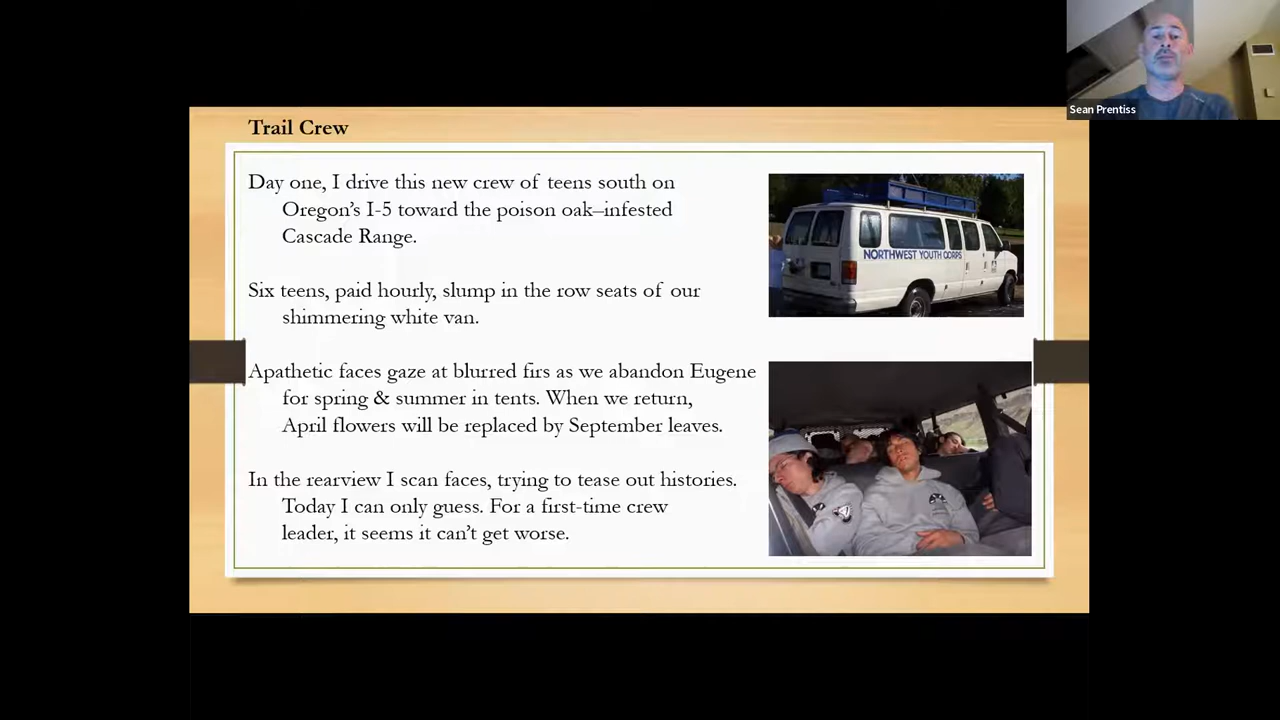 Sean Prentiss
Trail Crew
Day one, I drive this new crew of teens south on
Oregon's I-5 toward the poison oak–infested
Cascade Range.
Six teens, paid hourly, slump in the row seats of our
shimmering white van.
Apathetic faces gaze at blurred firs as we abandon Eugene
for spring & summer in tents. When we return,
April flowers will be replaced by September leaves.
In the rearview I scan faces, trying to tease out histories.
Today I can only guess. For a first-time crew
leader, it seems it can't get worse.
NORTHWEST YOUTH CORPS